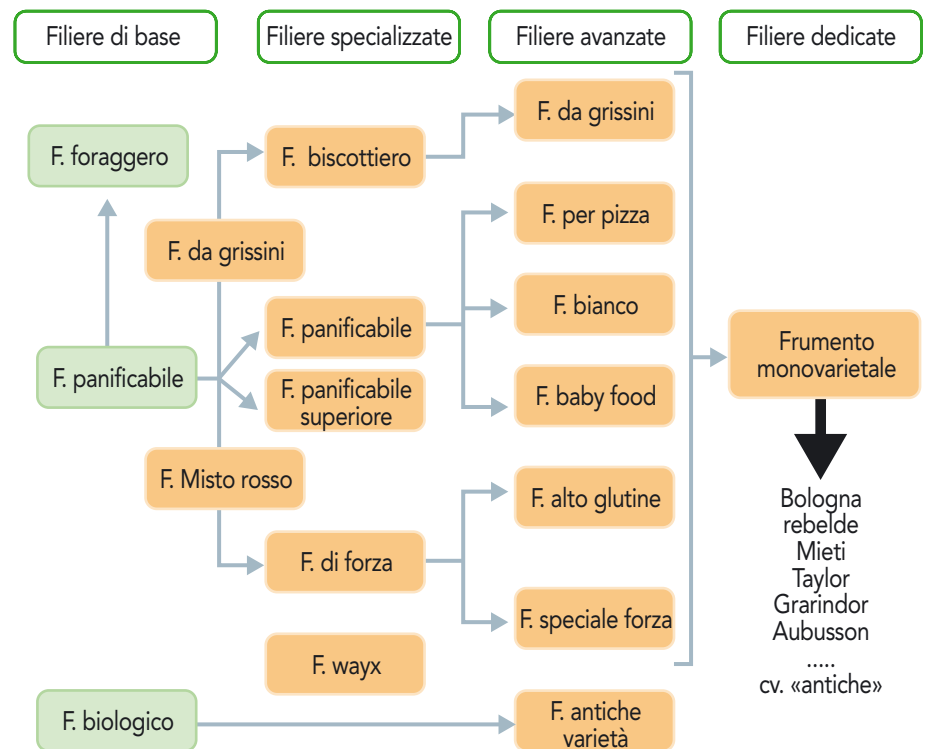 Filiere di base
Filiere specializzate
Filiere avanzate
Filiere dedicate
F. foraggero
F. panificabile
F. biologico
F. da grissini
F. Misto rosso
F. biscottiero
F. panificabile
F. panificabile
superiore
F. di forza
F. wayx
F. da grissini
F. per pizza
F. bianco
F. baby food
F. alto glutine
F. speciale forza
F. antiche
varietà
Frumento
monovarietale
Bologna
rebelde
Mieti
Taylor
Grarindor
Aubusson
.....
cv. «antiche»